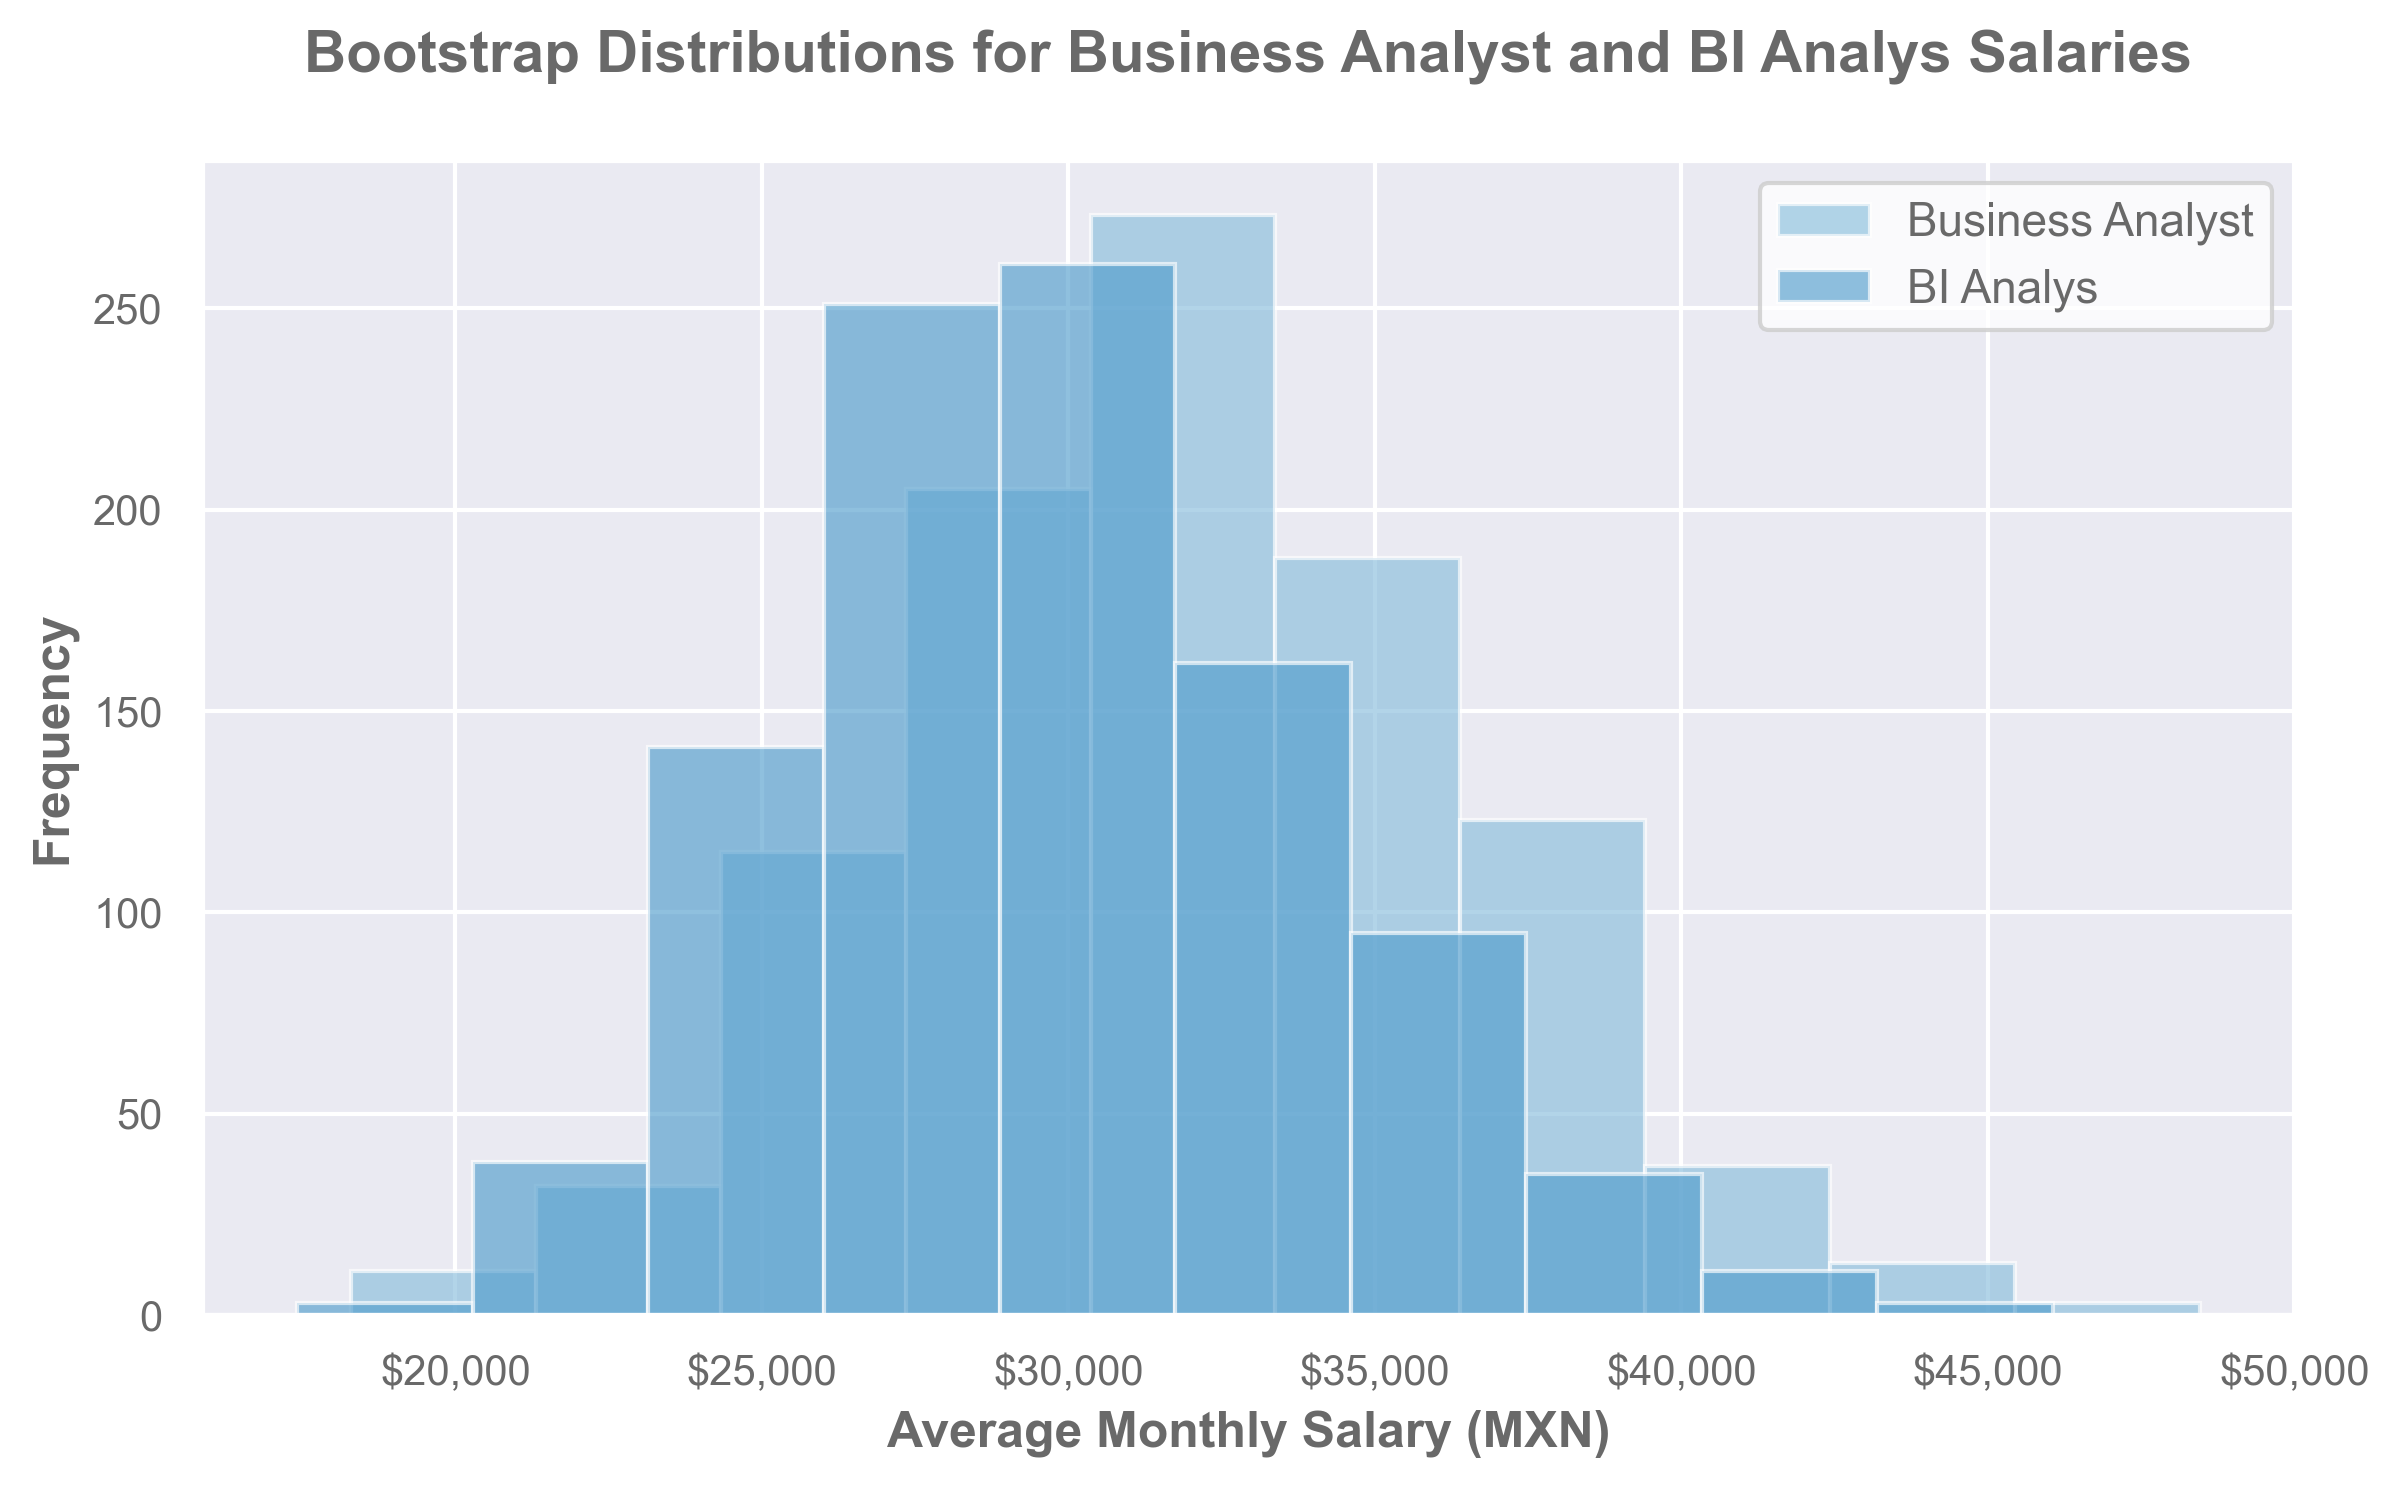 Bootstrap Distributions for Business Analyst and BI Analys Salaries
Business Analyst
BI Analys
Frequency
250
200
150
100
50
0
$20,000 $25,000 $30,000 $35,000 $40,000 $45,000 $50,000
Average Monthly Salary (MXN)